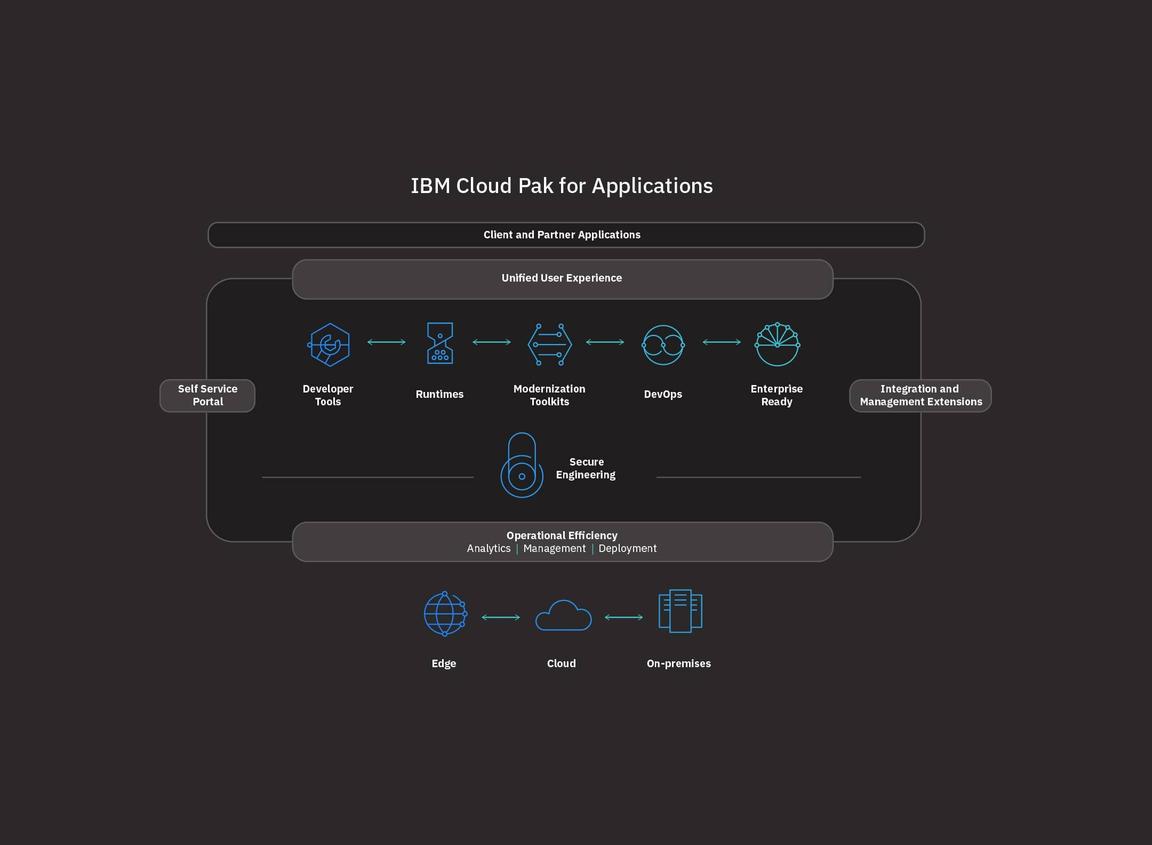 IBM Cloud Pak for Applications
Client and Partner Applications
Unified User Experience
Self Service
Portal
Developer
Tools
Runtimes
Modernization
Toolkits
DevOps
Enterprise
Ready
Integration and
Management Extensions
Secure
Engineering
Operational Efficiency
Analytics | Management | Deployment
Edge
Cloud
On-premises